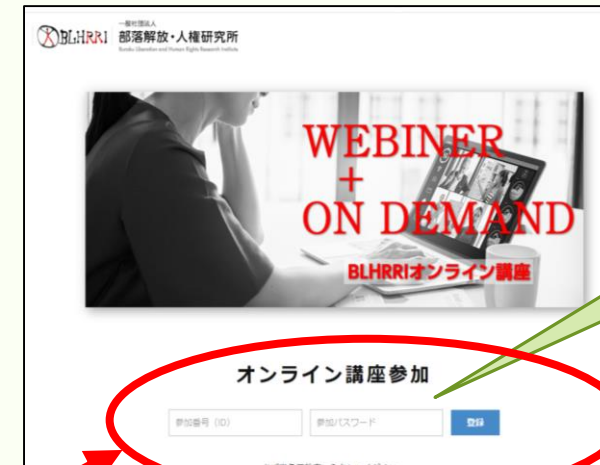 BLHRRI
一般社団法人
部落解放・人権研究所
Buraku Liberation and Human Rights Research Institute
WEBINER
+
ON DEMAND
BLHRRIオンライン講座
オンライン講座参加
参加番号（ID）
参加パスワード
登録